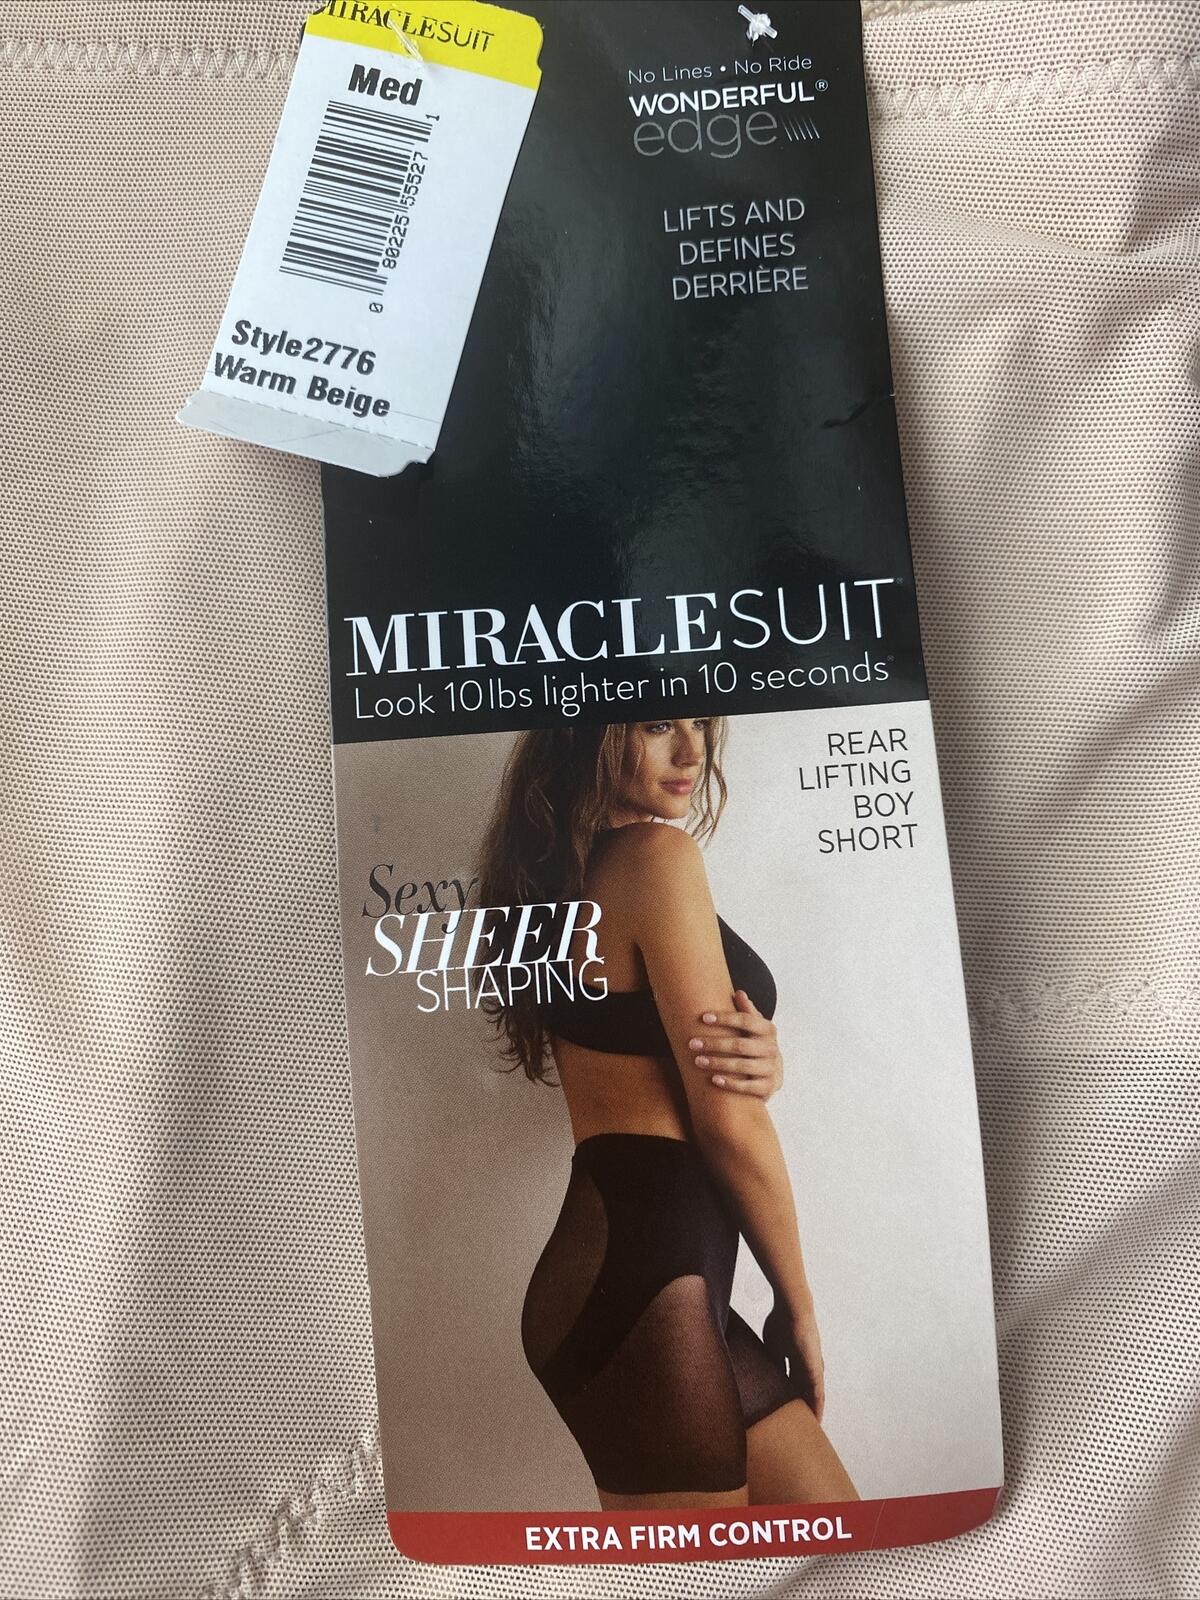 MIRACLESUIT
Med
0 80225 55527 1
Style2776
Warm Beige
No Lines • No Ride
WONDERFUL®
edge
LIFTS AND
DEFINES
DERRIÈRE
MIRACLESUIT®
Look 10lbs lighter in 10 seconds®
REAR
LIFTING
BOY
SHORT
Sexy
SHEER
SHAPING
EXTRA FIRM CONTROL